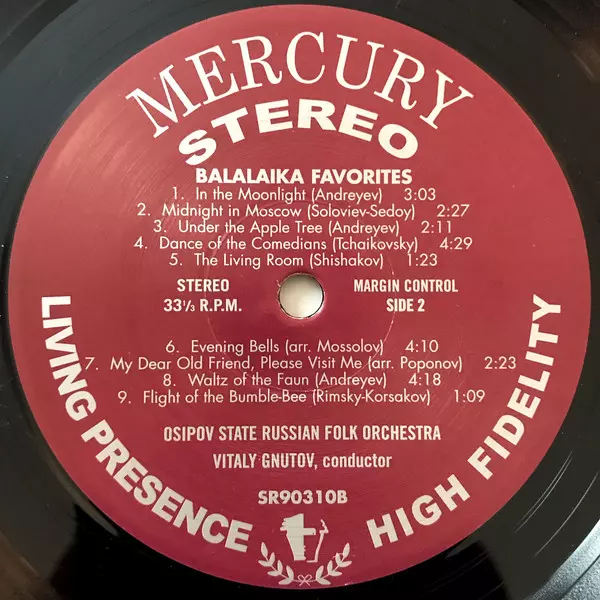 MERCURY
STEREO
BALALAIKA FAVORITES
1. In the Moonlight (Andreyev) 3:03
2. Midnight in Moscow (Soloviev-Sedoy) 2:27
3. Under the Apple Tree (Andreyev) 2:11
4. Dance of the Comedians (Tchaikovsky) 4:29
5. The Living Room (Shishakov) 1:23
STEREO
33⅓ R.P.M.
MARGIN CONTROL
SIDE 2
6. Evening Bells (arr. Mossolov) 4:10
7. My Dear Old Friend, Please Visit Me (arr. Poponov) 2:23
8. Waltz of the Faun (Andreyev) 4:18
9. Flight of the Bumble-Bee (Rimsky-Korsakov) 1:09
OSIPOV STATE RUSSIAN FOLK ORCHESTRA
VITALY GNUTOV, conductor
SR90310B
LIVING PRESENCE
HIGH FIDELITY